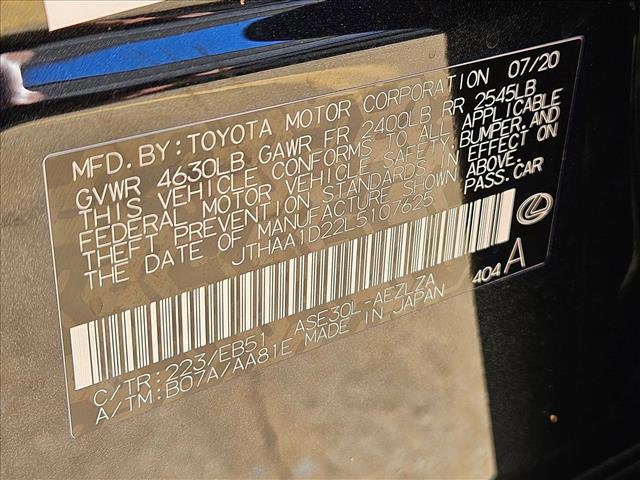 MFD. BY: TOYOTA MOTOR CORPORATION 07/20
GVWR 4630LB GAWR FR 2400LB RR 2545LB
THIS VEHICLE CONFORMS TO ALL APPLICABLE
FEDERAL MOTOR VEHICLE SAFETY, BUMPER, AND
THEFT PREVENTION STANDARDS IN EFFECT ON
THE DATE OF MANUFACTURE SHOWN ABOVE.
JTHAA1D22L5107625 PASS. CAR
404 A
C/TR: 223/EB51 ASE30L-AEZLZA
A/TM: B07A/AA81E MADE IN JAPAN